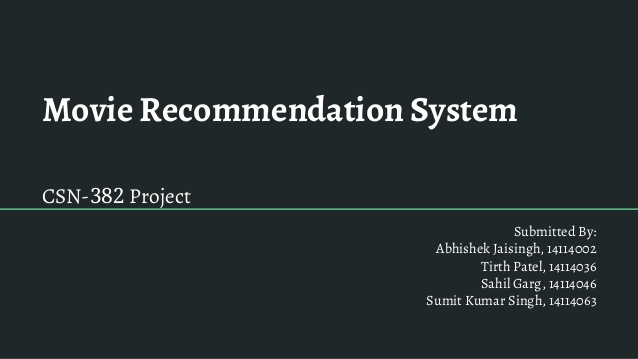 Movie Recommendation System
CSN-382 Project
Submitted By:
Abhishek Jaisingh, 14114002
Tirth Patel, 14114036
Sahil Garg , 14114046
Sumit Kumar Singh, 14114063